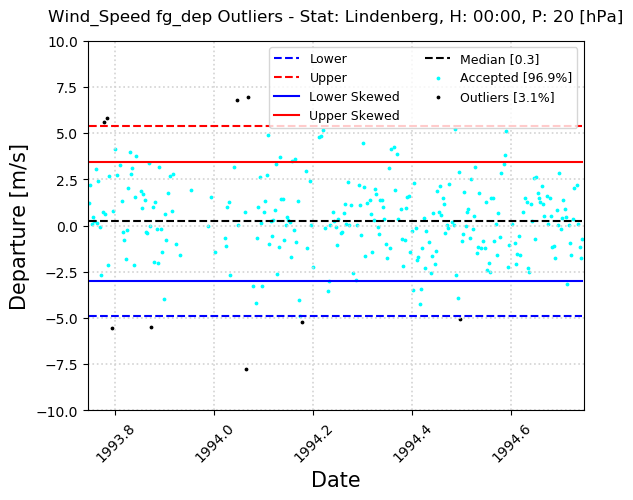 Wind_Speed fg_dep Outliers - Stat: Lindenberg, H: 00:00, P: 20 [hPa]
Departure [m/s]
10.0
7.5
5.0
2.5
0.0
−2.5
−5.0
−7.5
−10.0
Lower
Upper
Lower Skewed
Upper Skewed
Median [0.3]
Accepted [96.9%]
Outliers [3.1%]
1993.8
1994.0
1994.2
1994.4
1994.6
Date